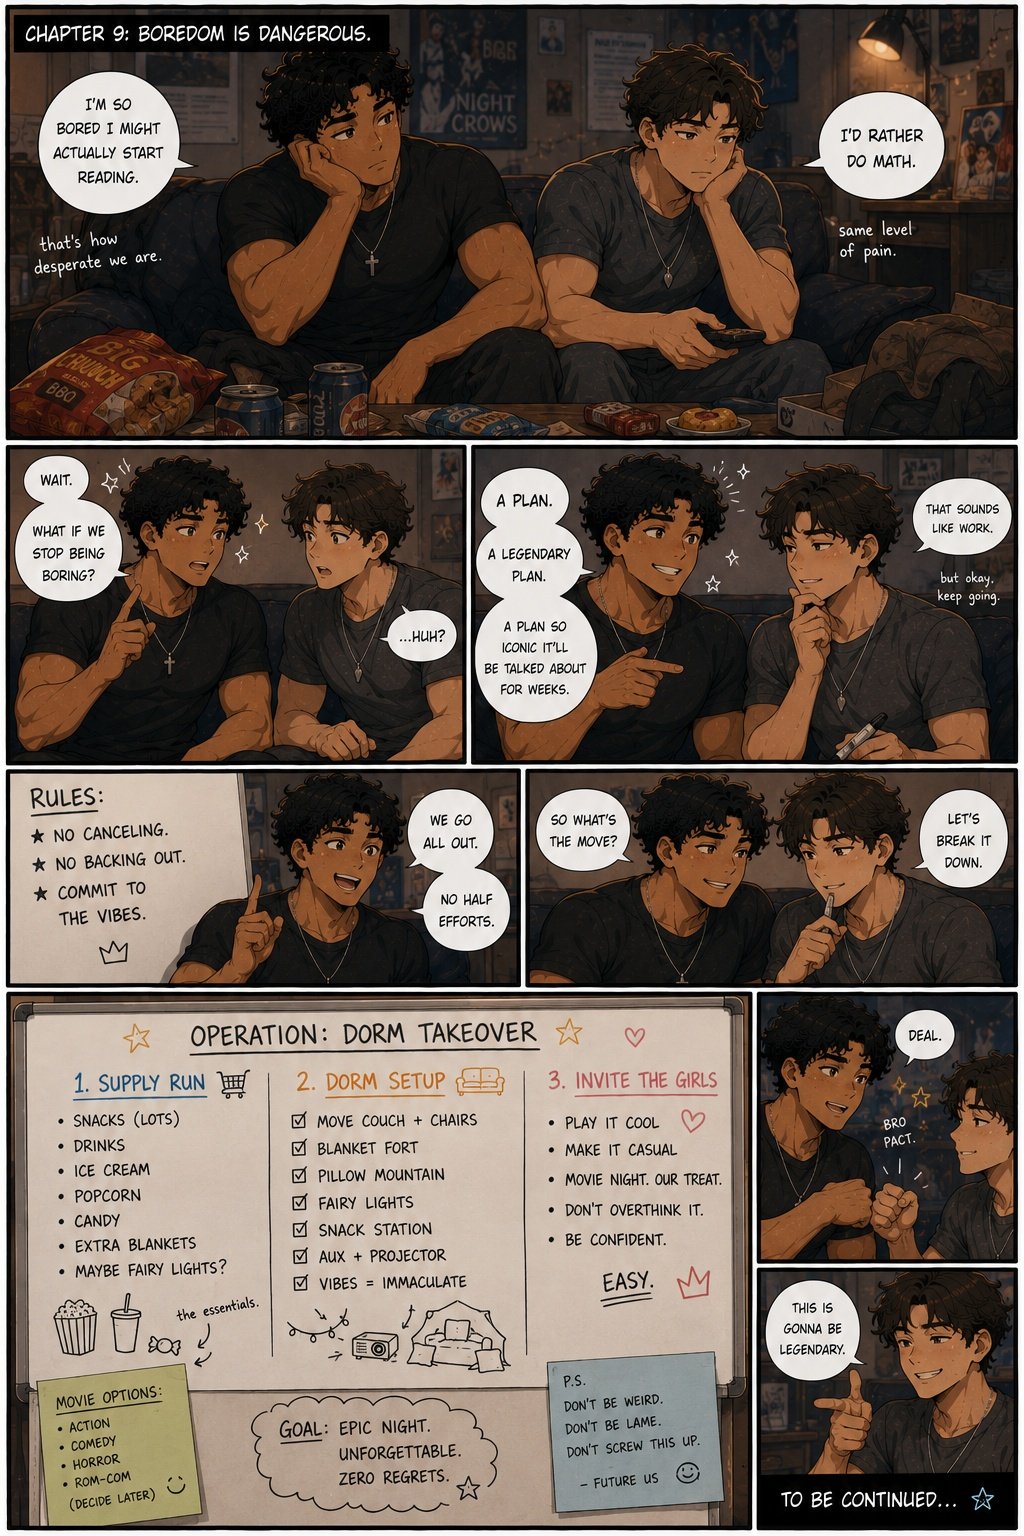 CHAPTER 9: BOREDOM IS DANGEROUS.
I'M SO
BORED I MIGHT
ACTUALLY START
READING.
that's how
desperate we are.
I'D RATHER
DO MATH.
same level
of pain.
NIGHT
CROWS
BIG
CRUNCH
BBQ
WAIT.
WHAT IF WE
STOP BEING
BORING?
...HUH?
A PLAN.
A LEGENDARY
PLAN.
A PLAN SO
ICONIC IT'LL
BE TALKED ABOUT
FOR WEEKS.
THAT SOUNDS
LIKE WORK.
but okay.
keep going.
RULES:
★ NO CANCELING.
★ NO BACKING OUT.
★ COMMIT TO
THE VIBES.
WE GO
ALL OUT.
NO HALF
EFFORTS.
SO WHAT'S
THE MOVE?
LET'S
BREAK IT
DOWN.
OPERATION: DORM TAKEOVER
1. SUPPLY RUN
• SNACKS (LOTS)
• DRINKS
• ICE CREAM
• POPCORN
• CANDY
• EXTRA BLANKETS
• MAYBE FAIRY LIGHTS?
the essentials.
2. DORM SETUP
☑ MOVE COUCH + CHAIRS
☑ BLANKET FORT
☑ PILLOW MOUNTAIN
☑ FAIRY LIGHTS
☑ SNACK STATION
☑ AUX + PROJECTOR
☑ VIBES = IMMACULATE
3. INVITE THE GIRLS
• PLAY IT COOL
• MAKE IT CASUAL
• MOVIE NIGHT. OUR TREAT.
• DON'T OVERTHINK IT.
• BE CONFIDENT.
EASY.
MOVIE OPTIONS:
• ACTION
• COMEDY
• HORROR
• ROM-COM
(DECIDE LATER)
GOAL: EPIC NIGHT.
UNFORGETTABLE.
ZERO REGRETS.
P.S.
DON'T BE WEIRD.
DON'T BE LAME.
DON'T SCREW THIS UP.
– FUTURE US
DEAL.
BRO
PACT.
THIS IS
GONNA BE
LEGENDARY.
TO BE CONTINUED...